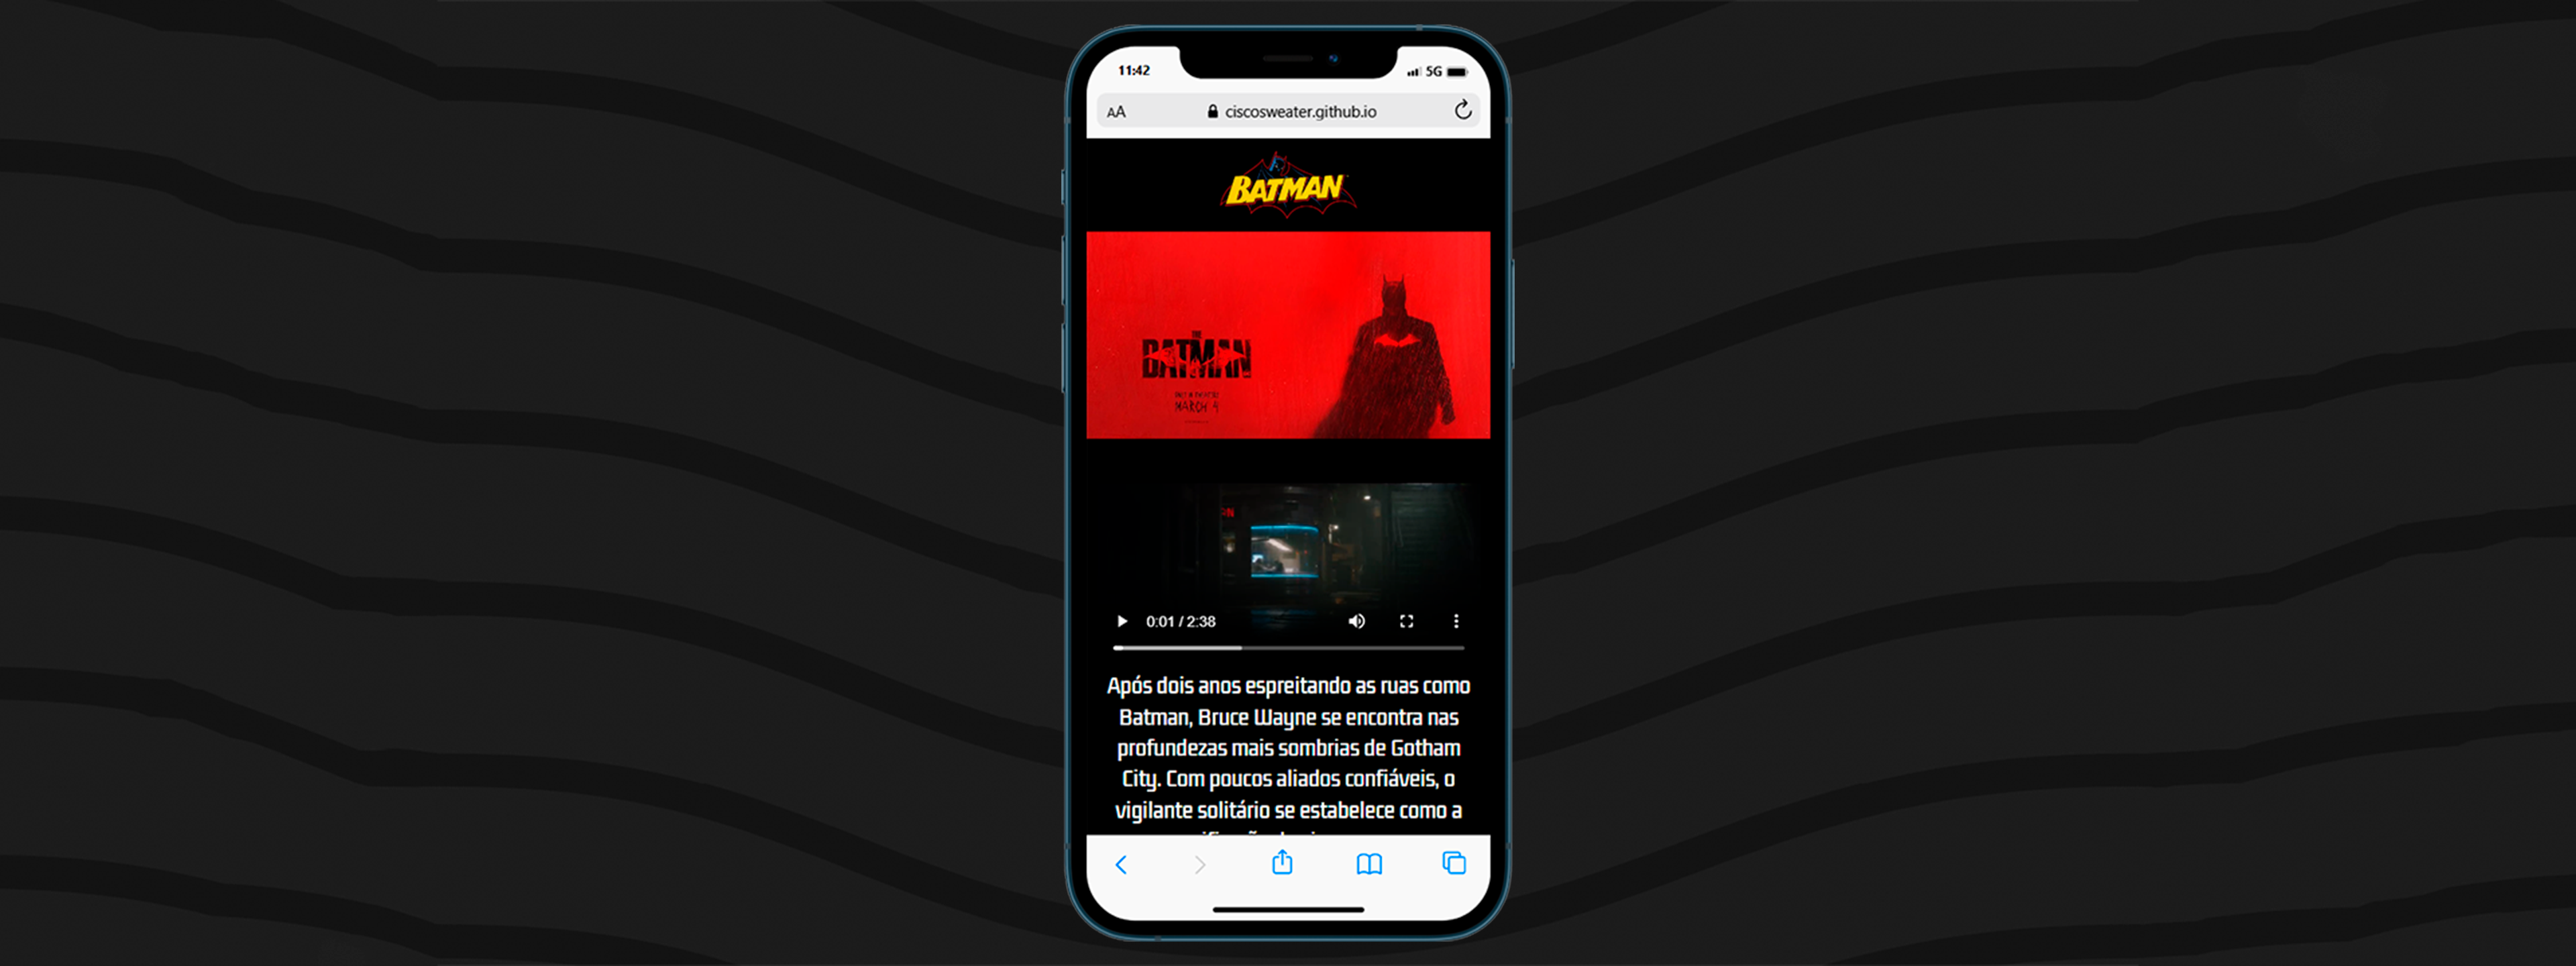 11:42
5G
AA
ciscosweater.github.io
BATMAN
THE
BATMAN
MARCH 4
0:01 / 2:38
Após dois anos espreitando as ruas como
Batman, Bruce Wayne se encontra nas
profundezas mais sombrias de Gotham
City. Com poucos aliados confiáveis, o
vigilante solitário se estabelece como a